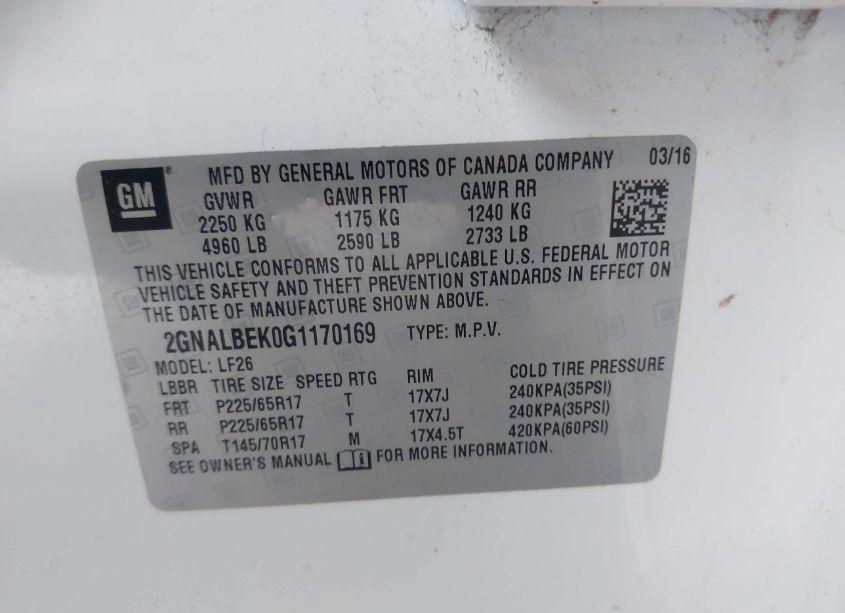 GM® MFD BY GENERAL MOTORS OF CANADA COMPANY 03/16
GVWR GAWR FRT GAWR RR
2250 KG 1175 KG 1240 KG
4960 LB 2590 LB 2733 LB
THIS VEHICLE CONFORMS TO ALL APPLICABLE U.S. FEDERAL MOTOR
VEHICLE SAFETY AND THEFT PREVENTION STANDARDS IN EFFECT ON
THE DATE OF MANUFACTURE SHOWN ABOVE.
2GNALBEK0G1170169 TYPE: M.P.V.
MODEL: LF26
LBBR TIRE SIZE SPEED RTG RIM COLD TIRE PRESSURE
FRT P225/65R17 T 17X7J 240KPA(35PSI)
RR P225/65R17 T 17X7J 240KPA(35PSI)
SPA T145/70R17 M 17X4.5T 420KPA(60PSI)
SEE OWNER'S MANUAL i FOR MORE INFORMATION.